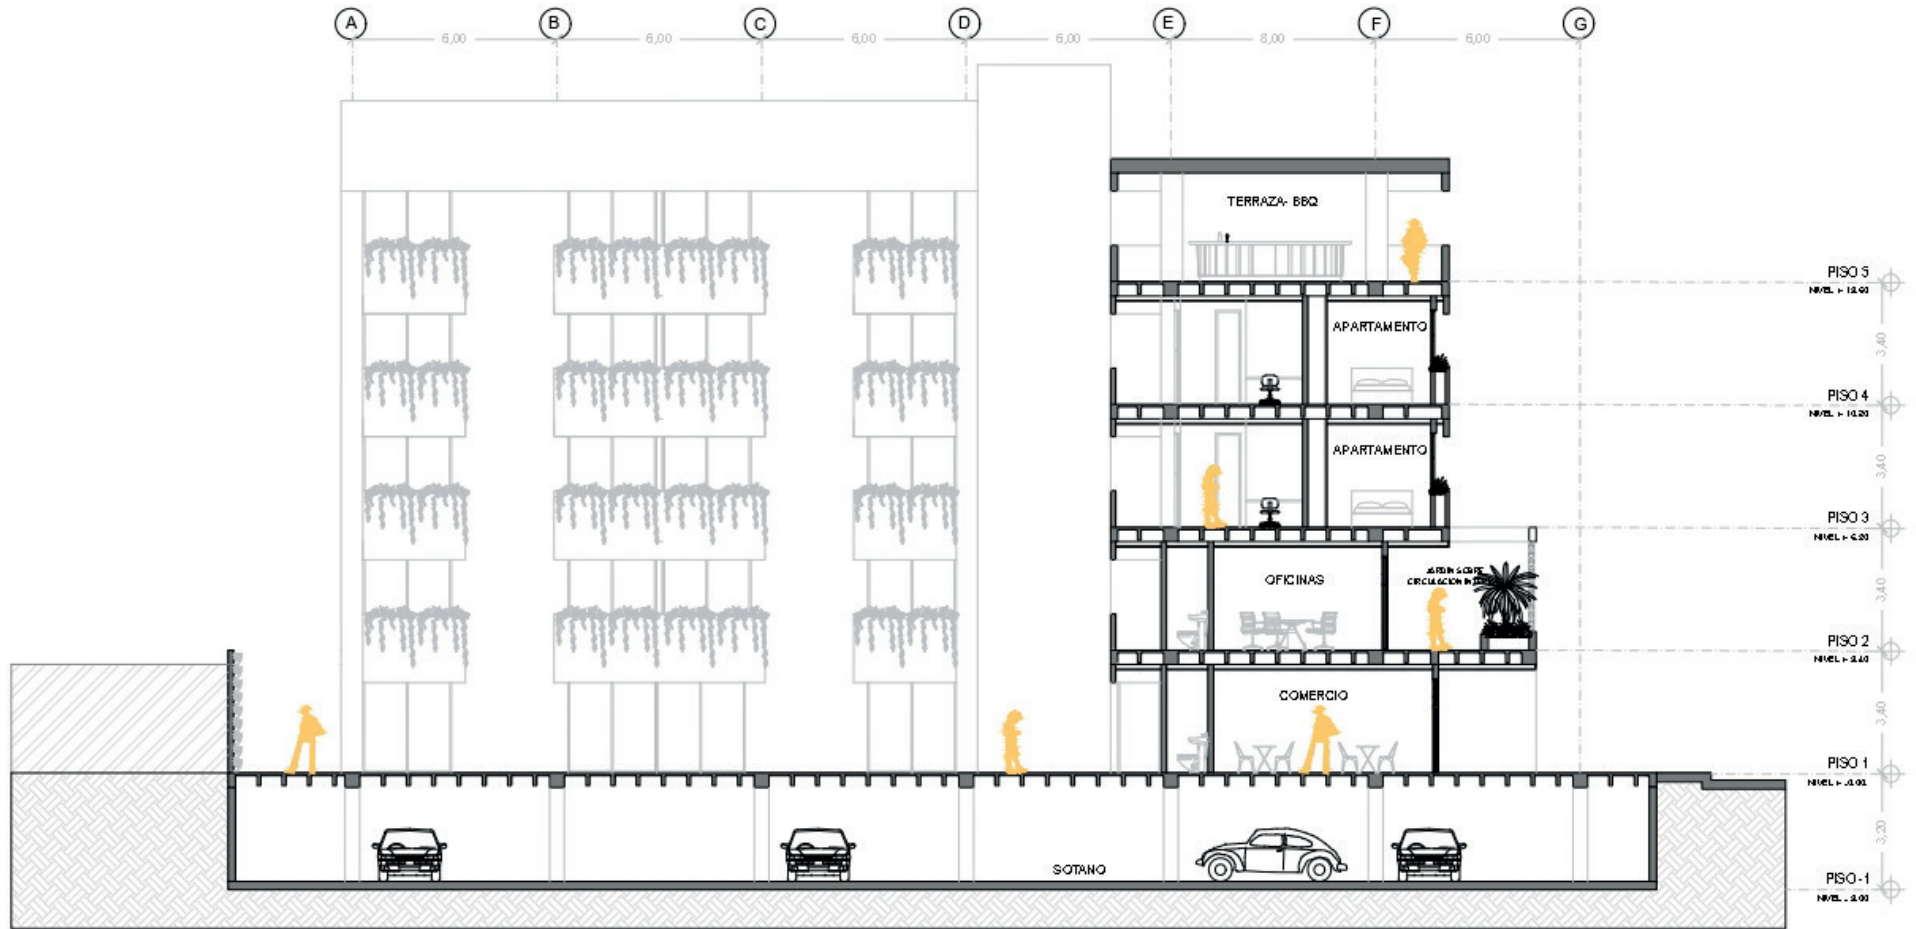 A B C D E F G
6,00 6,00 6,00 6,00 8,00 6,00
TERRAZA- BBQ
PISO 5
APARTAMENTO
3,40
PISO 4
APARTAMENTO
3,40
PISO 3
OFICINAS
JARDIN SOBRE
3,40
PISO 2
COMERCIO
3,40
PISO 1
3,20
SOTANO
PISO -1